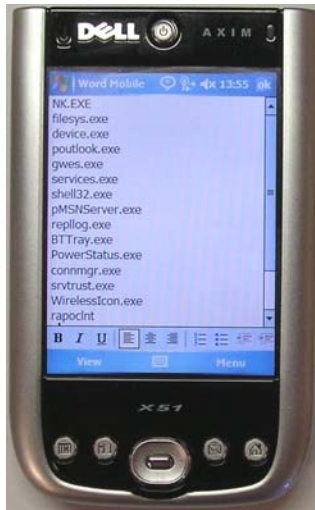 DELL AXIM
Word Mobile 13:55 ok
NK.EXE
filesys.exe
device.exe
poutlook.exe
gwes.exe
services.exe
shell32.exe
pMSNServer.exe
repllog.exe
BTTray.exe
PowerStatus.exe
connmgr.exe
srvtrust.exe
WirelessIcon.exe
rapoclnt
B I U
View Menu
X51